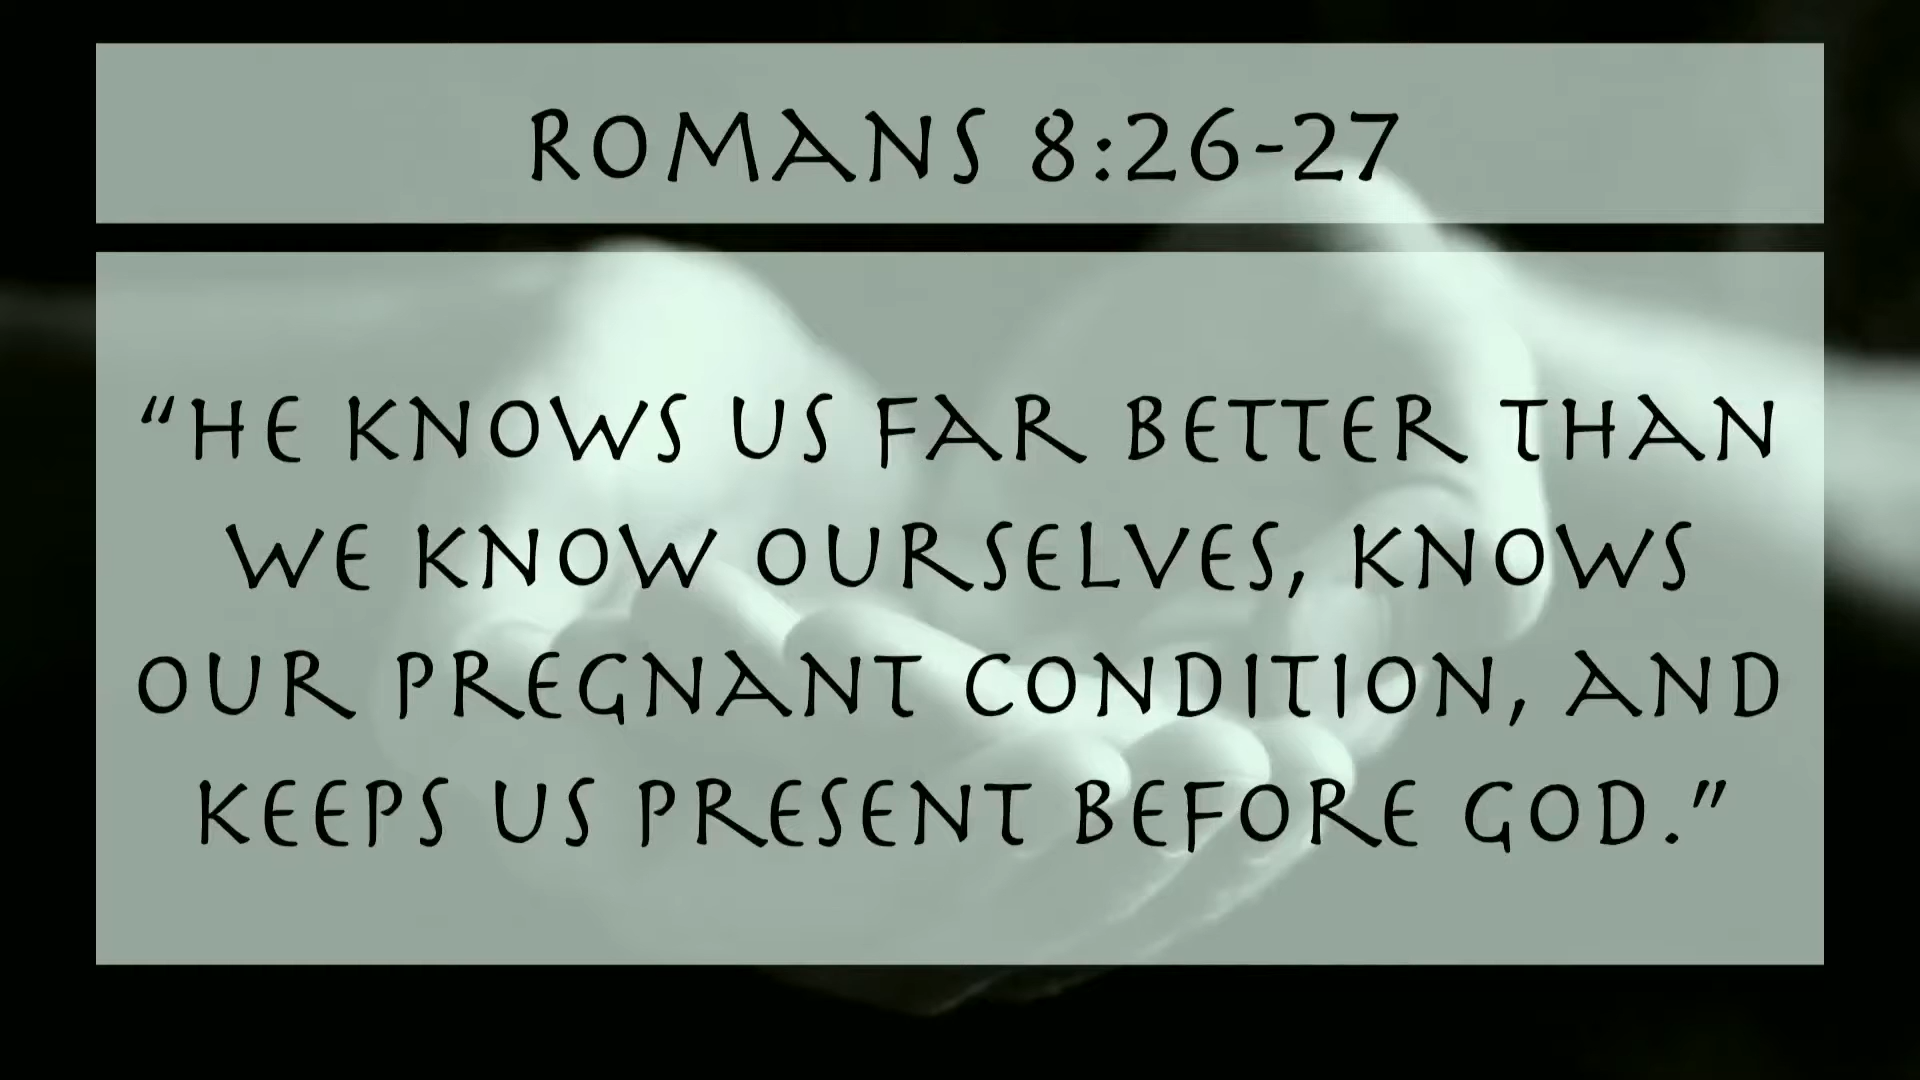 ROMANS 8:26-27
“HE KNOWS US FAR BETTER THAN
WE KNOW OURSELVES, KNOWS
OUR PREGNANT CONDITION, AND
KEEPS US PRESENT BEFORE GOD.”